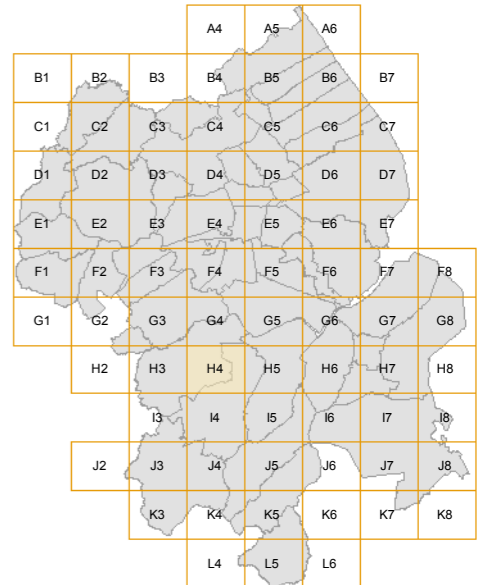 A4 A5 A6
B1 B2 B3 B4 B5 B6 B7
C1 C2 C3 C4 C5 C6 C7
D1 D2 D3 D4 D5 D6 D7
E1 E2 E3 E4 E5 E6 E7
F1 F2 F3 F4 F5 F6 F7 F8
G1 G2 G3 G4 G5 G6 G7 G8
H2 H3 H4 H5 H6 H7 H8
I3 I4 I5 I6 I7 I8
J2 J3 J4 J5 J6 J7 J8
K3 K4 K5 K6 K7 K8
L4 L5 L6